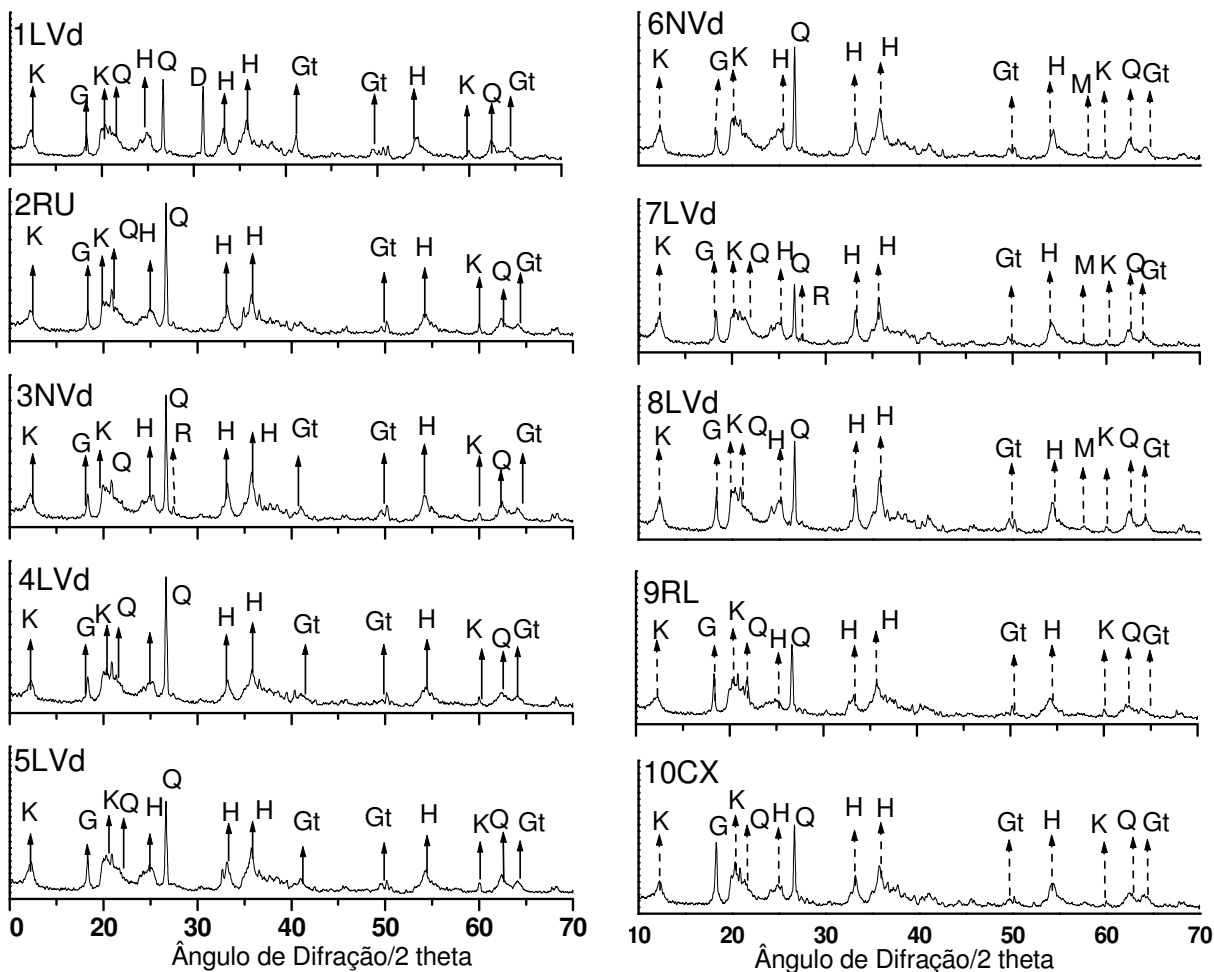 1LVd
K G K Q H Q D H H Gt Gt H K Q Gt
2RU
K G K Q H Q H H Gt H K Q Gt
3NVd
K G K Q H Q R H H Gt Gt H K Q Gt
4LVd
K G K Q Q H H Gt Gt H K Q Gt
5LVd
K G K Q H Q H H Gt Gt H K Q Gt
0 20 30 40 50 60 70
Ângulo de Difração/2 theta
6NVd
K G K H Q H H Gt H M K Q Gt
7LVd
K G K Q H Q R H H Gt H M K Q Gt
8LVd
K G K Q H Q H H Gt H M K Q Gt
9RL
K G K Q H Q H H Gt H K Q Gt
10CX
K G K Q H Q H H Gt H K Q Gt
10 20 30 40 50 60 70
Ângulo de Difração/2 theta